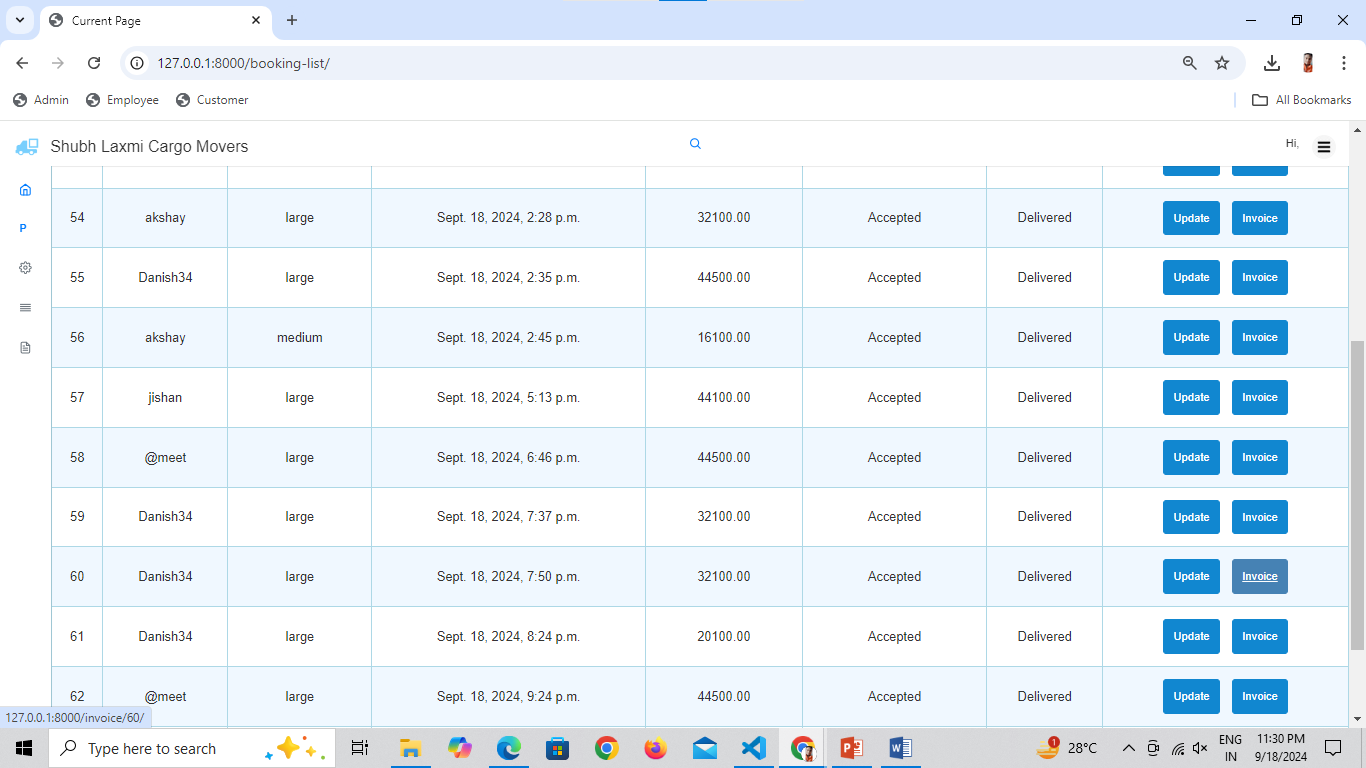 Current Page
127.0.0.1:8000/booking-list/
Admin Employee Customer All Bookmarks
Shubh Laxmi Cargo Movers Hi,
P
54 akshay large Sept. 18, 2024, 2:28 p.m. 32100.00 Accepted Delivered Update Invoice
55 Danish34 large Sept. 18, 2024, 2:35 p.m. 44500.00 Accepted Delivered Update Invoice
56 akshay medium Sept. 18, 2024, 2:45 p.m. 16100.00 Accepted Delivered Update Invoice
57 jishan large Sept. 18, 2024, 5:13 p.m. 44100.00 Accepted Delivered Update Invoice
58 @meet large Sept. 18, 2024, 6:46 p.m. 44500.00 Accepted Delivered Update Invoice
59 Danish34 large Sept. 18, 2024, 7:37 p.m. 32100.00 Accepted Delivered Update Invoice
60 Danish34 large Sept. 18, 2024, 7:50 p.m. 32100.00 Accepted Delivered Update Invoice
61 Danish34 large Sept. 18, 2024, 8:24 p.m. 20100.00 Accepted Delivered Update Invoice
62 @meet large Sept. 18, 2024, 9:24 p.m. 44500.00 Accepted Delivered Update Invoice
127.0.0.1:8000/invoice/60/
Type here to search 1 28°C ENG 11:30 PM
IN 9/18/2024